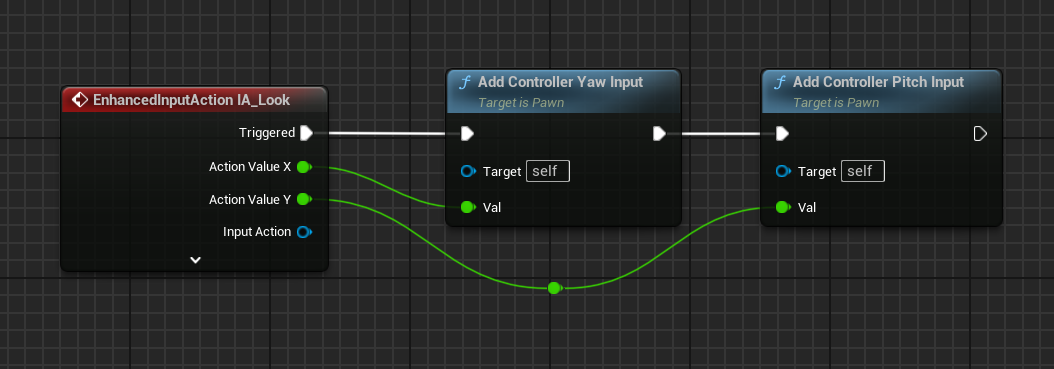 EnhancedInputAction IA_Look
Triggered
Action Value X
Action Value Y
Input Action
f Add Controller Yaw Input
Target is Pawn
Target self
Val
f Add Controller Pitch Input
Target is Pawn
Target self
Val